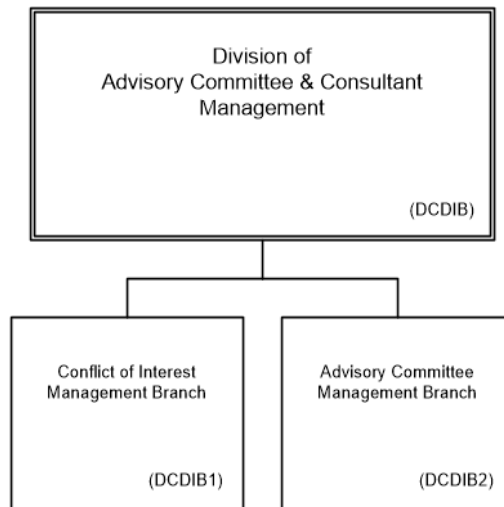 Division of
Advisory Committee & Consultant
Management
(DCDIB)
Conflict of Interest
Management Branch
(DCDIB1)
Advisory Committee
Management Branch
(DCDIB2)